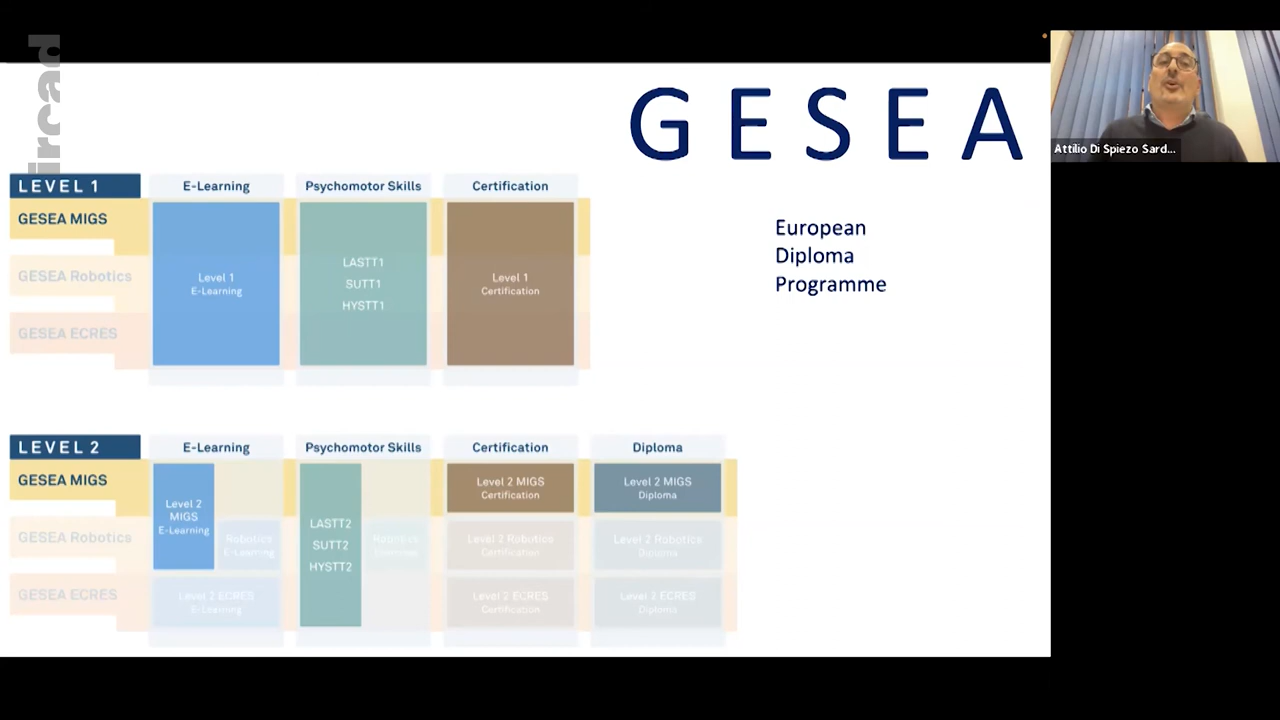 ircad
GESEA
Attilio Di Spiezo Sard...
European
Diploma
Programme
LEVEL 1
E-Learning
Psychomotor Skills
Certification
GESEA MIGS
GESEA Robotics
GESEA ECRES
Level 1
E-Learning
LASTT1
SUTT1
HYSTT1
Level 1
Certification
LEVEL 2
E-Learning
Psychomotor Skills
Certification
Diploma
GESEA MIGS
GESEA Robotics
GESEA ECRES
Level 2
MIGS
E-Learning
Robotics
E-Learning
Level 2 ECRES
E-Learning
LASTT2
SUTT2
HYSTT2
Robotics
Level 2 MIGS
Certification
Level 2 Robotics
Certification
Level 2 ECRES
Certification
Level 2 MIGS
Diploma
Level 2 Robotics
Diploma
Level 2 ECRES
Diploma